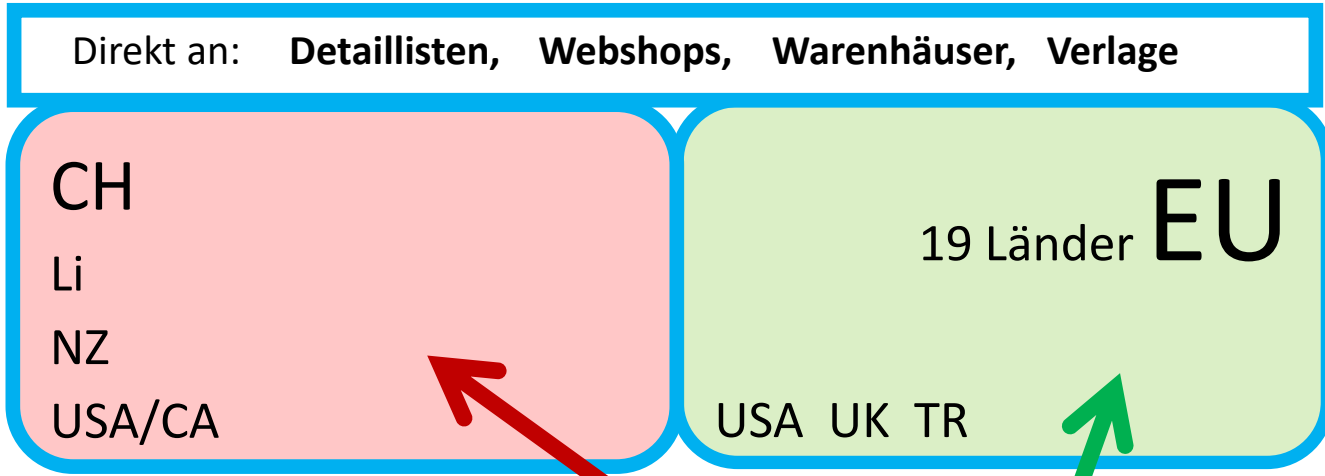 Direkt an: Detaillisten, Webshops, Warenhäuser, Verlage
CH
Li
NZ
USA/CA
19 Länder EU
USA UK TR